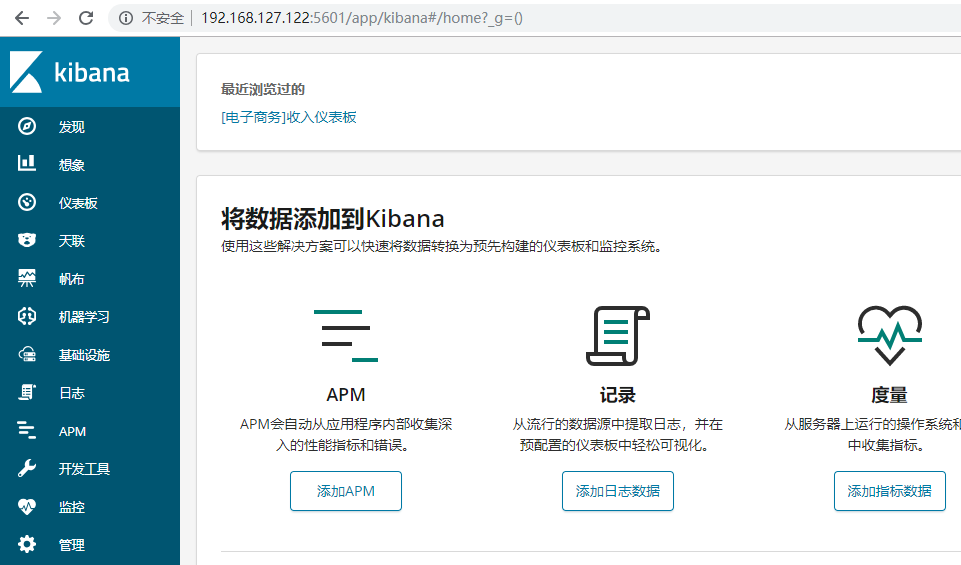 不安全 | 192.168.127.122:5601/app/kibana#/home?_g=()
kibana
发现
想象
仪表板
天联
帆布
机器学习
基础设施
日志
APM
开发工具
监控
管理
最近浏览过的
[电子商务]收入仪表板
将数据添加到Kibana
使用这些解决方案可以快速将数据转换为预先构建的仪表板和监控系统。
APM
APM会自动从应用程序内部收集深
入的性能指标和错误。
添加APM
记录
从流行的数据源中提取日志，并在
预配置的仪表板中轻松可视化。
添加日志数据
度量
从服务器上运行的操作系统和
中收集指标。
添加指标数据